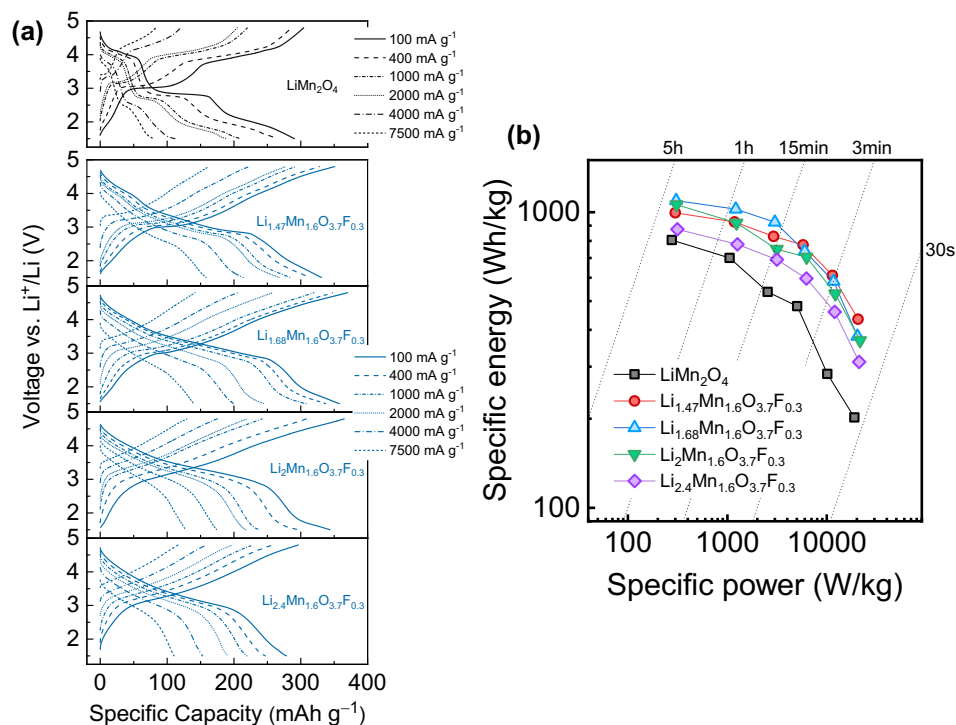 (a)
5
4
3
2
LiMn₂O₄
100 mA g⁻¹
400 mA g⁻¹
1000 mA g⁻¹
2000 mA g⁻¹
4000 mA g⁻¹
7500 mA g⁻¹
5
4
3
2
Li₁.₄₇Mn₁.₆O₃.₇F₀.₃
5
4
3
2
Li₁.₆₈Mn₁.₆O₃.₇F₀.₃
100 mA g⁻¹
400 mA g⁻¹
1000 mA g⁻¹
2000 mA g⁻¹
4000 mA g⁻¹
7500 mA g⁻¹
5
4
3
2
Li₂Mn₁.₆O₃.₇F₀.₃
5
4
3
2
Li₂.₄Mn₁.₆O₃.₇F₀.₃
0 100 200 300 400
Voltage vs. Li⁺/Li (V)
Specific Capacity (mAh g⁻¹)
(b)
5h 1h 15min 3min
30s
1000
100
LiMn₂O₄
Li₁.₄₇Mn₁.₆O₃.₇F₀.₃
Li₁.₆₈Mn₁.₆O₃.₇F₀.₃
Li₂Mn₁.₆O₃.₇F₀.₃
Li₂.₄Mn₁.₆O₃.₇F₀.₃
100 1000 10000
Specific energy (Wh/kg)
Specific power (W/kg)